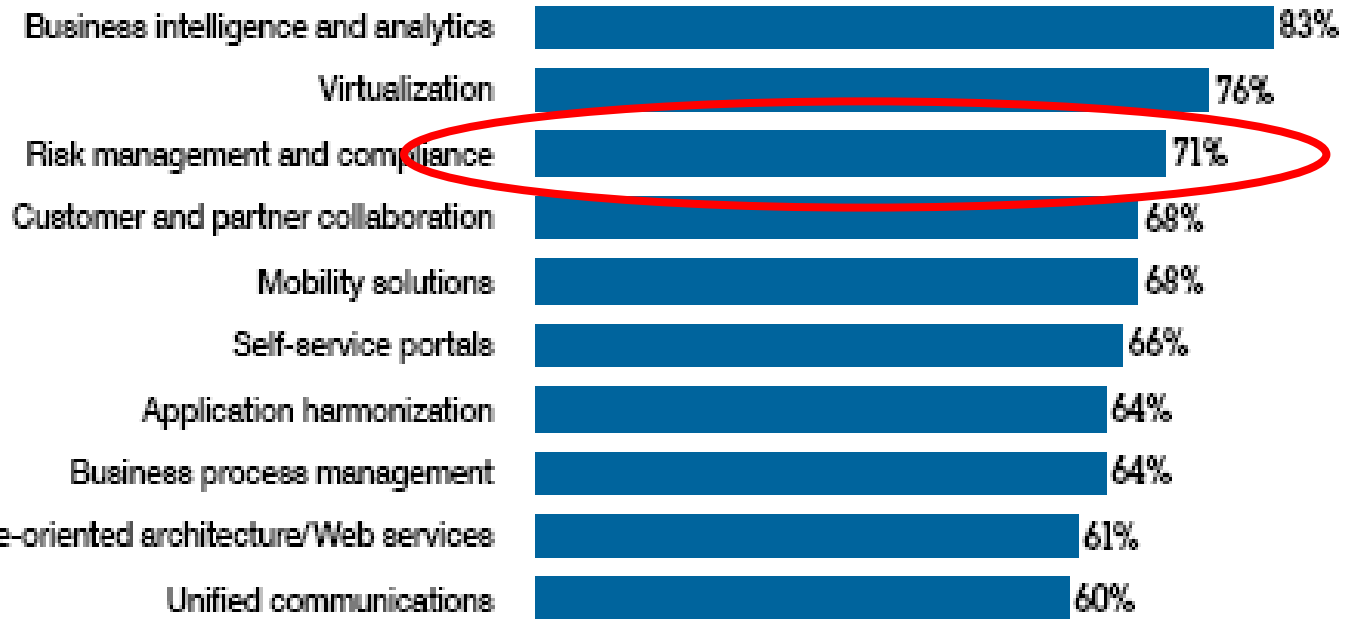 Business intelligence and analytics 83%
Virtualization 76%
Risk management and compliance 71%
Customer and partner collaboration 68%
Mobility solutions 68%
Self-service portals 66%
Application harmonization 64%
Business process management 64%
e-oriented architecture/Web services 61%
Unified communications 60%